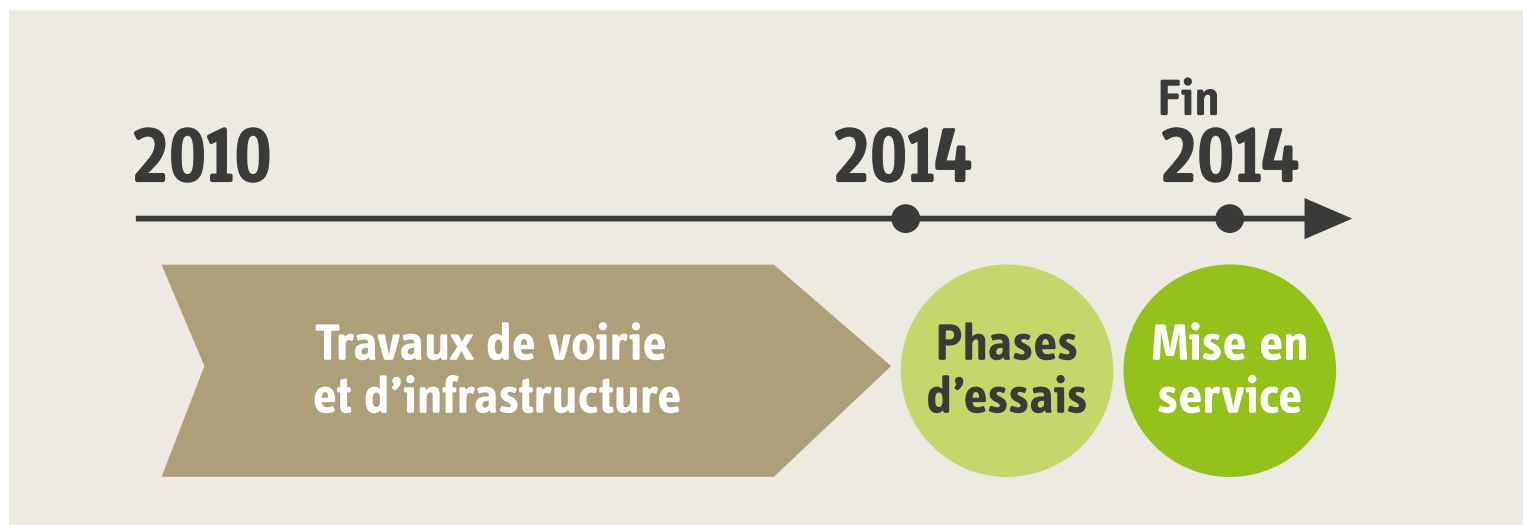 2010
2014
Fin
2014
Travaux de voirie
et d’infrastructure
Phases
d’essais
Mise en
service